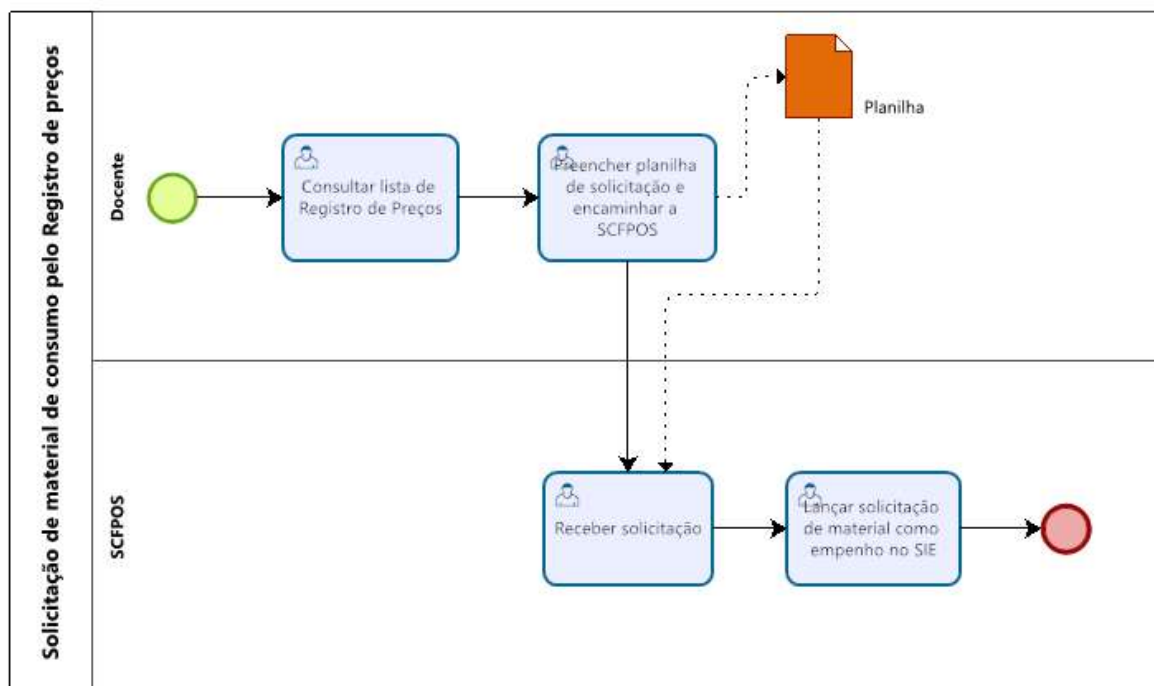 Solicitação de material de consumo pelo Registro de preços
Docente
Consultar lista de
Registro de Preços
Preencher planilha
de solicitação e
encaminhar a
SCFPOS
Planilha
SCFPOS
Receber solicitação
Lançar solicitação
de material como
empenho no SIE